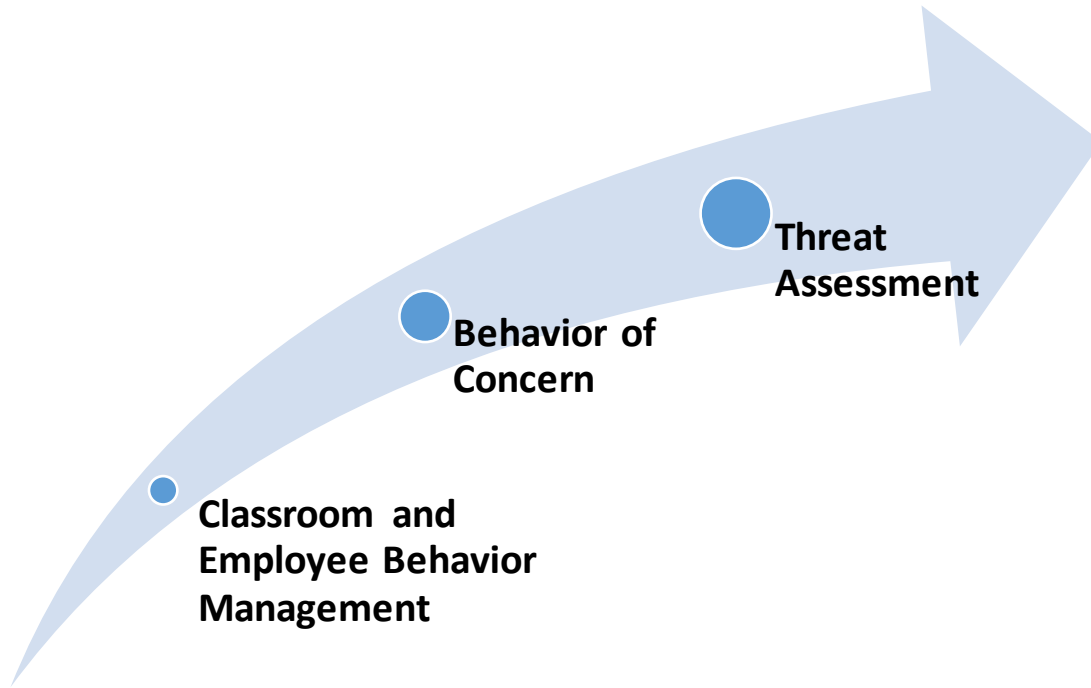 Threat
Assessment
Behavior of
Concern
Classroom and
Employee Behavior
Management